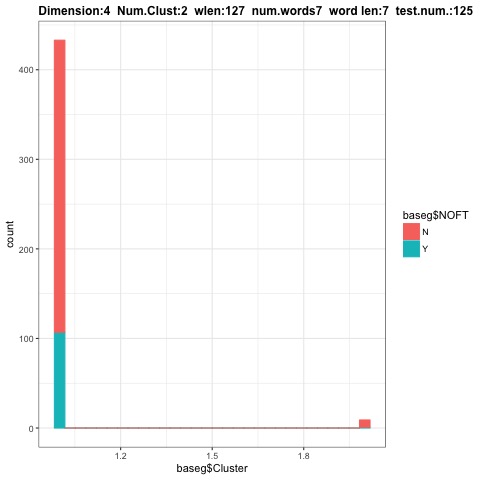 Dimension:4 Num.Clust:2 wlen:127 num.words7 word len:7 test.num.:125
400
300
200
100
0
count
1.2 1.5 1.8
baseg$Cluster
baseg$NOFT
N
Y